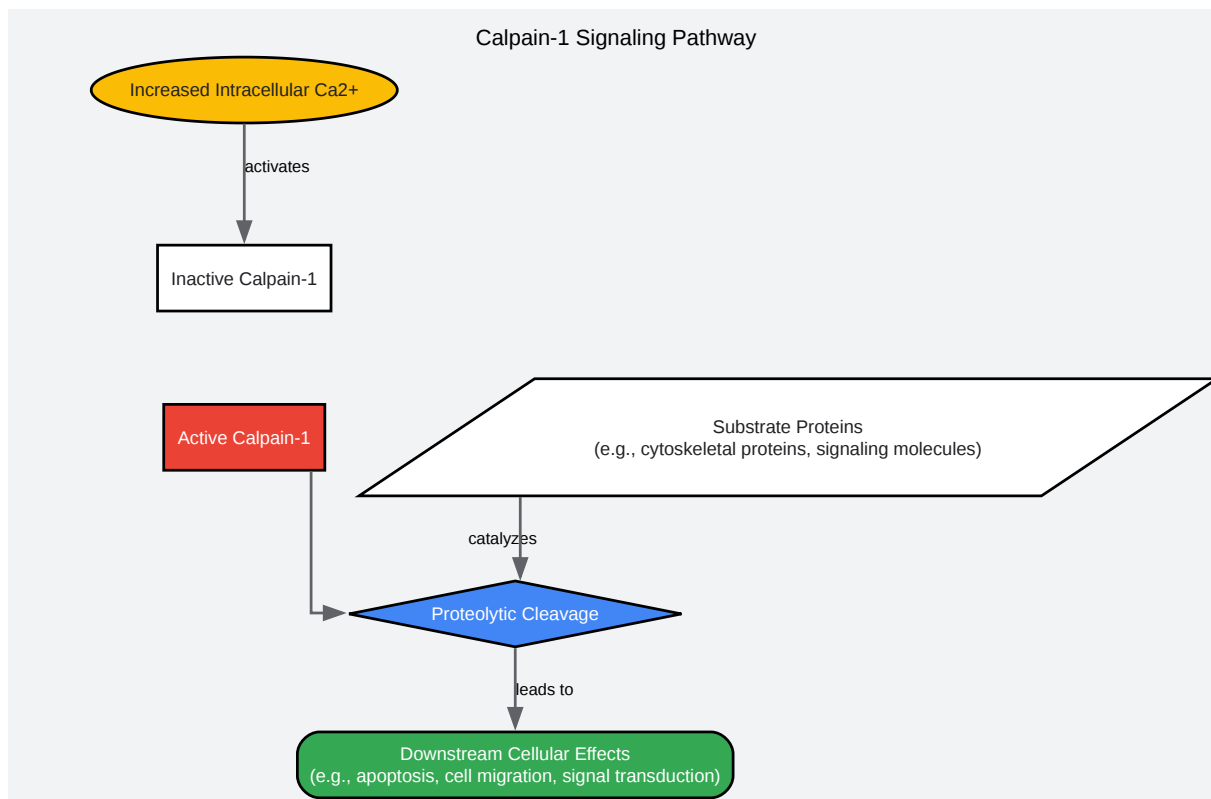 Calpain-1 Signaling Pathway
Increased Intracellular Ca2+
activates
Inactive Calpain-1
Active Calpain-1
Substrate Proteins
(e.g., cytoskeletal proteins, signaling molecules)
catalyzes
Proteolytic Cleavage
leads to
Downstream Cellular Effects
(e.g., apoptosis, cell migration, signal transduction)